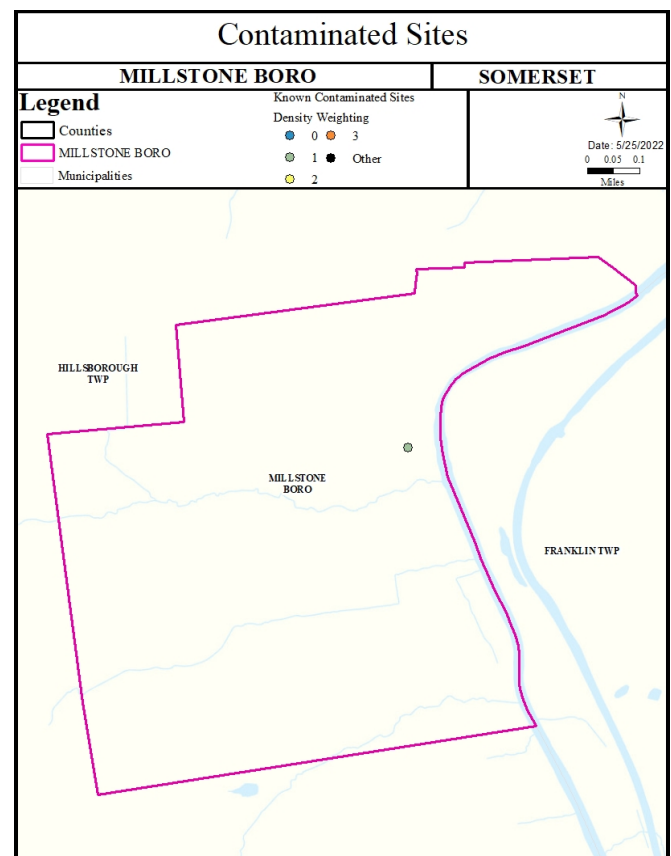 Contaminated Sites
MILLSTONE BORO
SOMERSET
Legend
Counties
MILLSTONE BORO
Municipalities
Known Contaminated Sites
Density Weighting
0 3
1 Other
2
N
Date: 5/25/2022
0 0.05 0.1
Miles
HILLSBOROUGH
TWP
MILLSTONE
BORO
FRANKLIN TWP